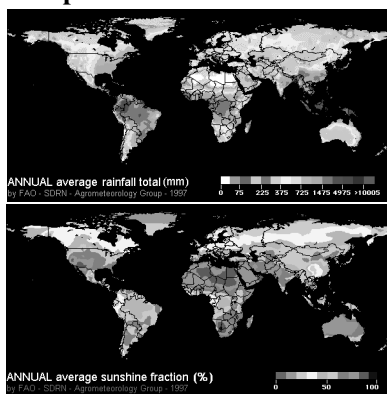 ANNUAL average rainfall total (mm)
by FAO - SDRN - Agrometeorology Group - 1997
0 75 225 375 725 1475 4975 >10005
ANNUAL average sunshine fraction (%)
by FAO - SDRN - Agrometeorology Group - 1997
0 50 100